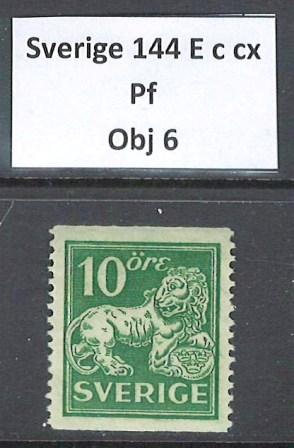 Sverige 144 E c cx
Pf
Obj 6
10 öre
SVERIGE